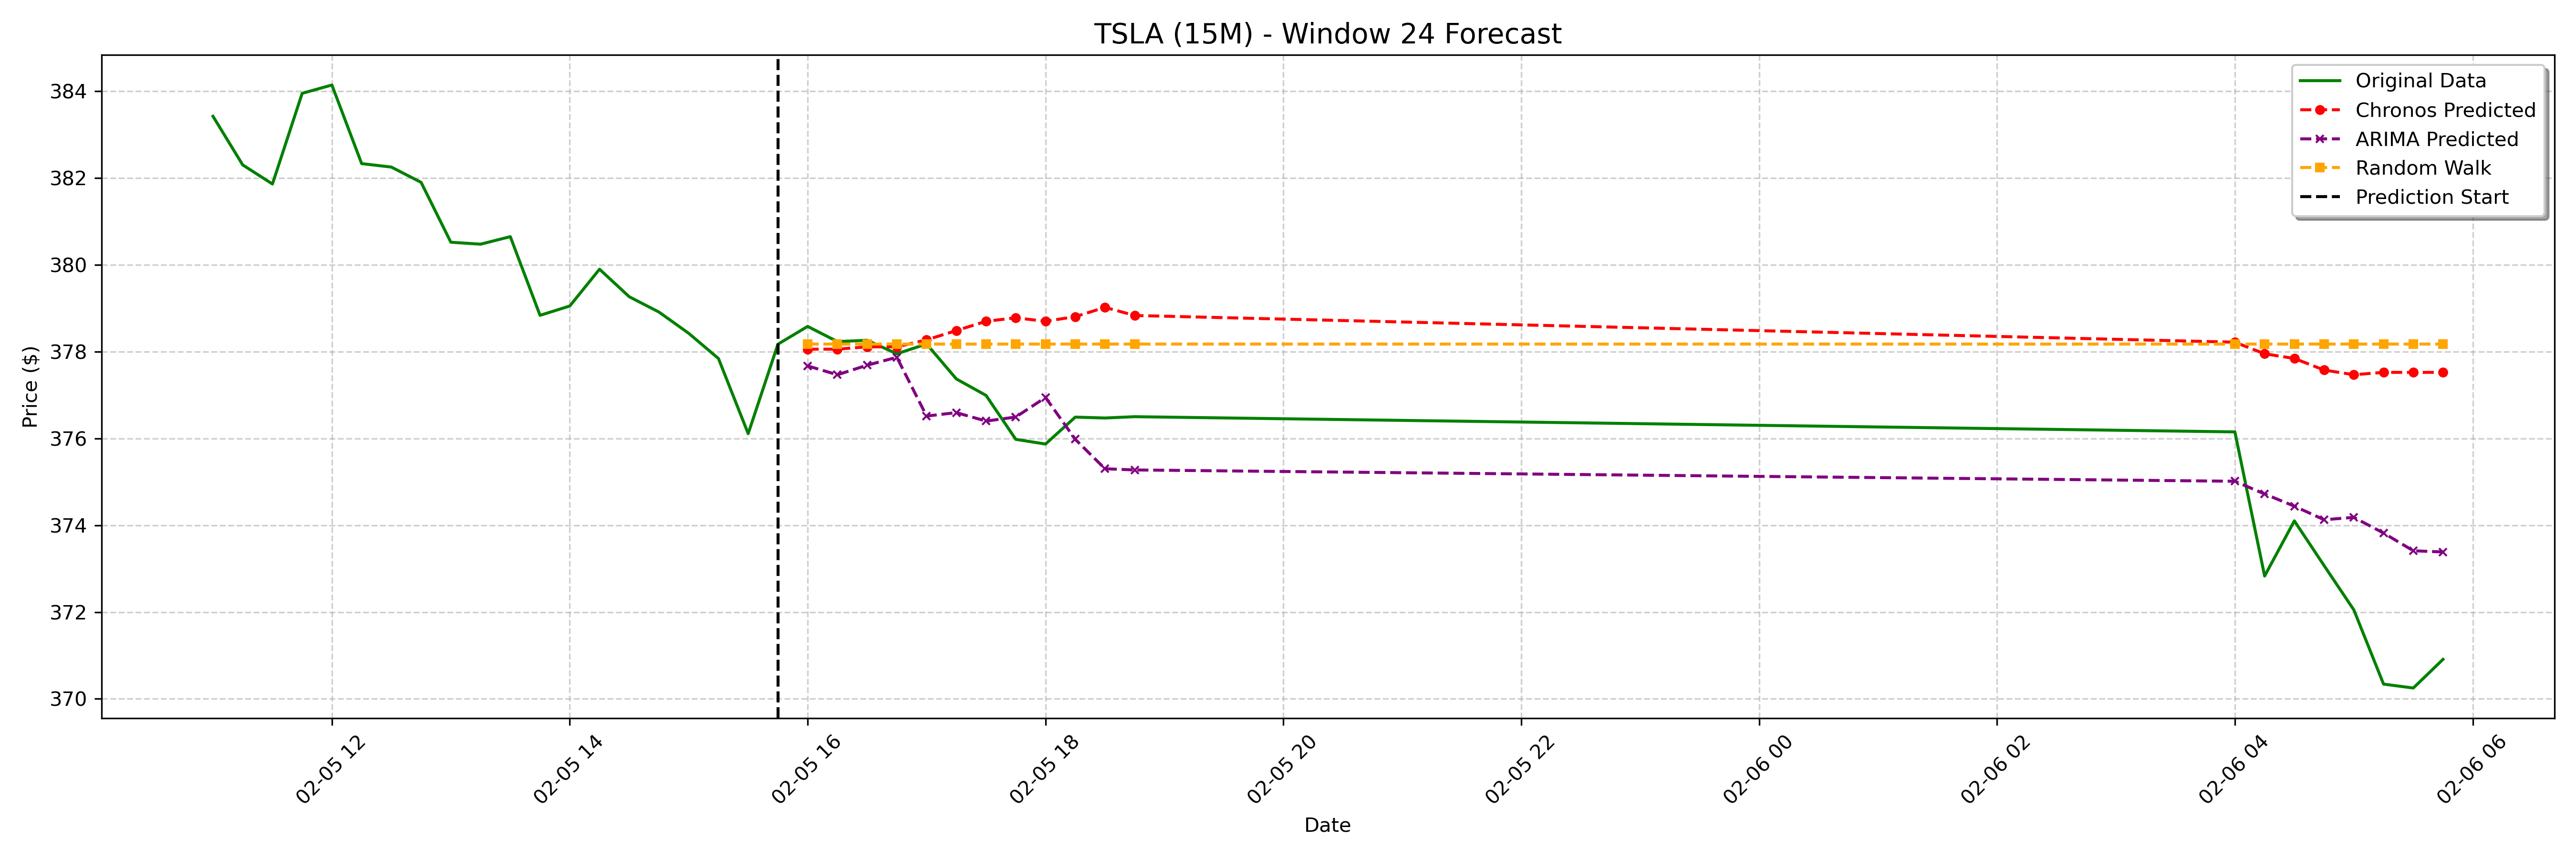 TSLA (15M) - Window 24 Forecast
Original Data
Chronos Predicted
ARIMA Predicted
Random Walk
Prediction Start
Price ($)
384
382
380
378
376
374
372
370
02-05 12
02-05 14
02-05 16
02-05 18
02-05 20
02-05 22
02-06 00
02-06 02
02-06 04
02-06 06
Date